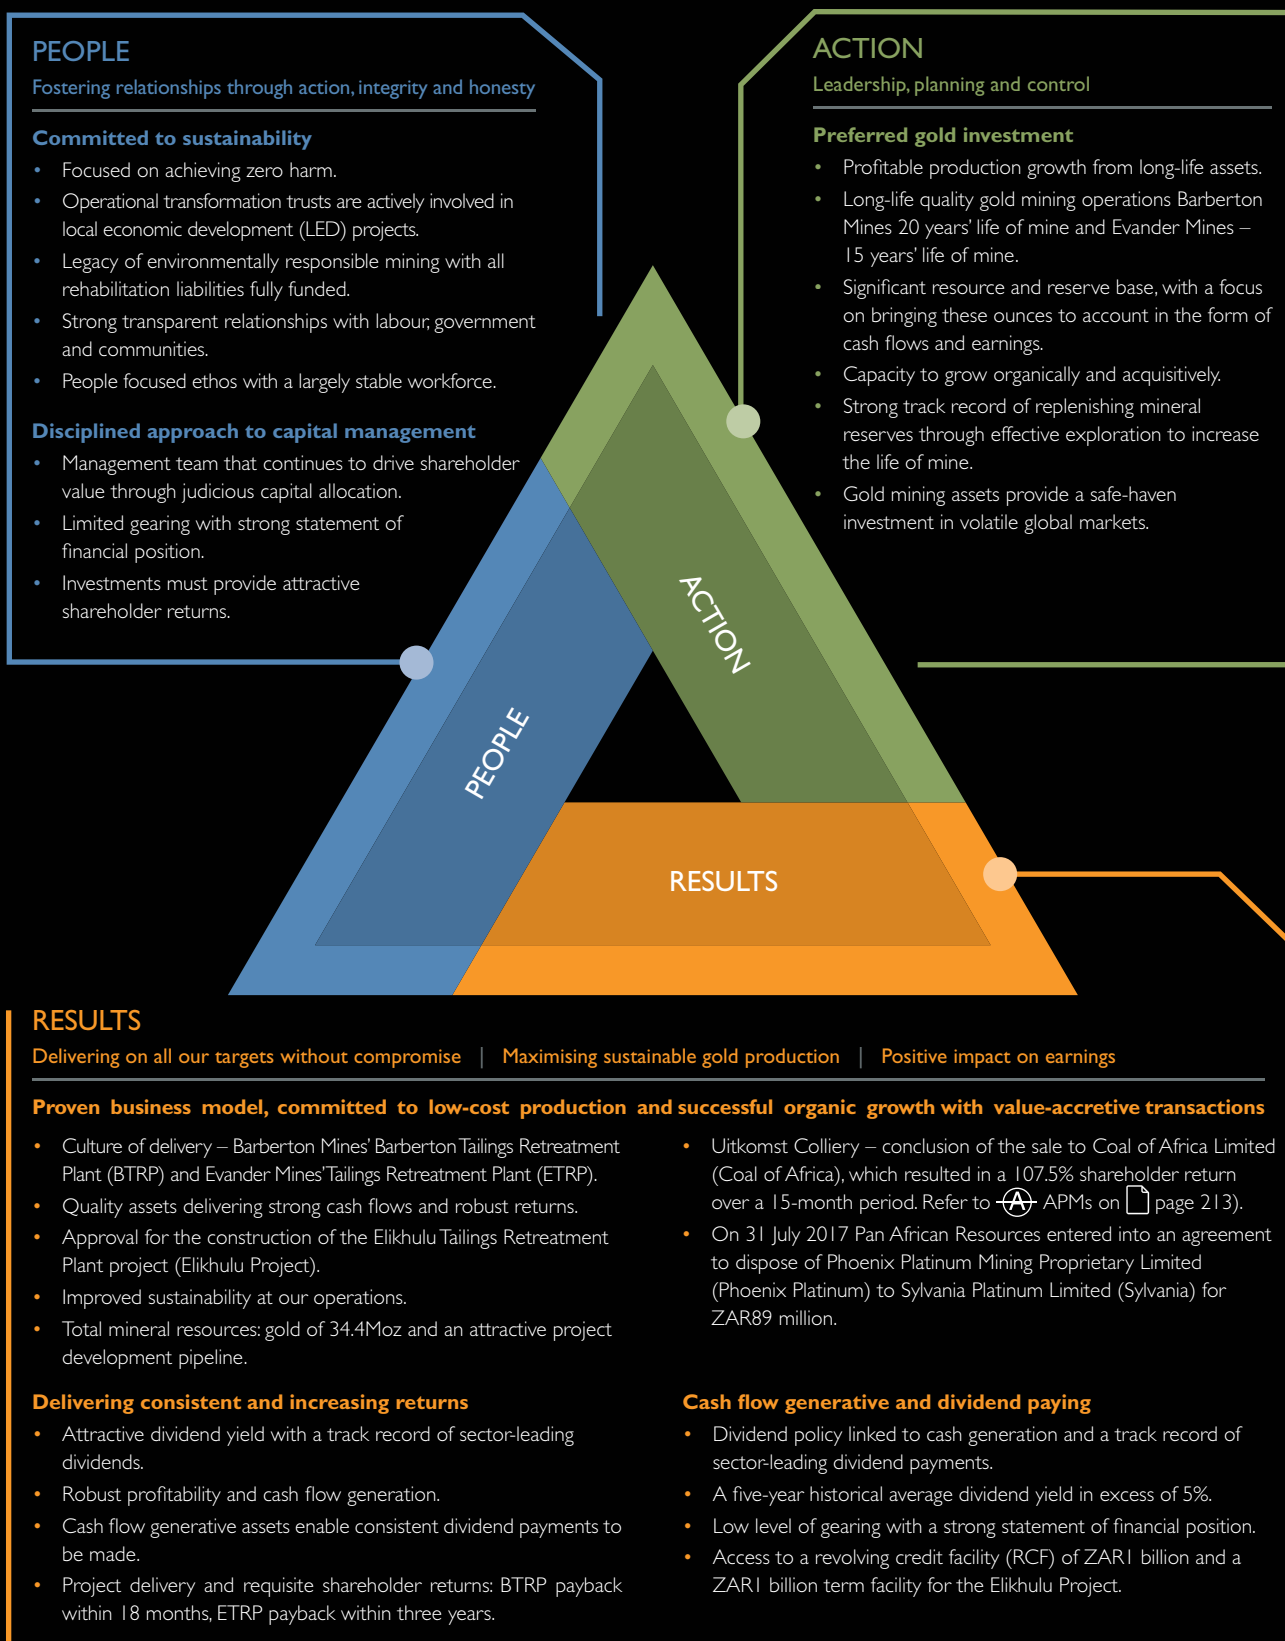 PEOPLE
Fostering relationships through action, integrity and honesty
Committed to sustainability
• Focused on achieving zero harm.
• Operational transformation trusts are actively involved in
local economic development (LED) projects.
• Legacy of environmentally responsible mining with all
rehabilitation liabilities fully funded.
• Strong transparent relationships with labour, government
and communities.
• People focused ethos with a largely stable workforce.
Disciplined approach to capital management
• Management team that continues to drive shareholder
value through judicious capital allocation.
• Limited gearing with strong statement of
financial position.
• Investments must provide attractive
shareholder returns.
ACTION
Leadership, planning and control
Preferred gold investment
• Profitable production growth from long-life assets.
• Long-life quality gold mining operations Barberton
Mines 20 years’ life of mine and Evander Mines –
15 years’ life of mine.
• Significant resource and reserve base, with a focus
on bringing these ounces to account in the form of
cash flows and earnings.
• Capacity to grow organically and acquisitively.
• Strong track record of replenishing mineral
reserves through effective exploration to increase
the life of mine.
• Gold mining assets provide a safe-haven
investment in volatile global markets.
ACTION
PEOPLE
RESULTS
RESULTS
Delivering on all our targets without compromise | Maximising sustainable gold production | Positive impact on earnings
Proven business model, committed to low-cost production and successful organic growth with value-accretive transactions
• Culture of delivery – Barberton Mines’ Barberton Tailings Retreatment
Plant (BTRP) and Evander Mines’ Tailings Retreatment Plant (ETRP).
• Quality assets delivering strong cash flows and robust returns.
• Approval for the construction of the Elikhulu Tailings Retreatment
Plant project (Elikhulu Project).
• Improved sustainability at our operations.
• Total mineral resources: gold of 34.4Moz and an attractive project
development pipeline.
• Uitkomst Colliery – conclusion of the sale to Coal of Africa Limited
(Coal of Africa), which resulted in a 107.5% shareholder return
over a 15-month period. Refer to A APMs on page 213).
• On 31 July 2017 Pan African Resources entered into an agreement
to dispose of Phoenix Platinum Mining Proprietary Limited
(Phoenix Platinum) to Sylvania Platinum Limited (Sylvania) for
ZAR89 million.
Delivering consistent and increasing returns
• Attractive dividend yield with a track record of sector-leading
dividends.
• Robust profitability and cash flow generation.
• Cash flow generative assets enable consistent dividend payments to
be made.
• Project delivery and requisite shareholder returns: BTRP payback
within 18 months, ETRP payback within three years.
Cash flow generative and dividend paying
• Dividend policy linked to cash generation and a track record of
sector-leading dividend payments.
• A five-year historical average dividend yield in excess of 5%.
• Low level of gearing with a strong statement of financial position.
• Access to a revolving credit facility (RCF) of ZAR1 billion and a
ZAR1 billion term facility for the Elikhulu Project.